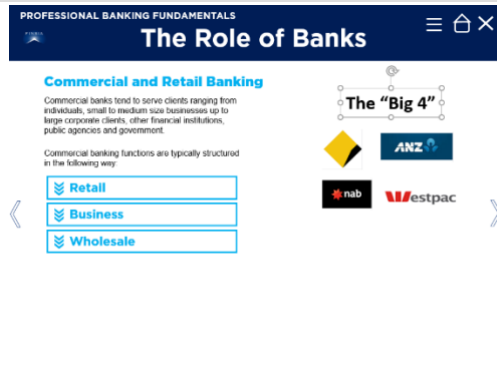 PROFESSIONAL BANKING FUNDAMENTALS
The Role of Banks
Commercial and Retail Banking
Commercial banks tend to serve clients ranging from
individuals, small to medium size businesses up to
large corporate clients, other financial institutions,
public agencies and government.
Commercial banking functions are typically structured
in the following way:
Retail
Business
Wholesale
The “Big 4”
ANZ
nab
Westpac